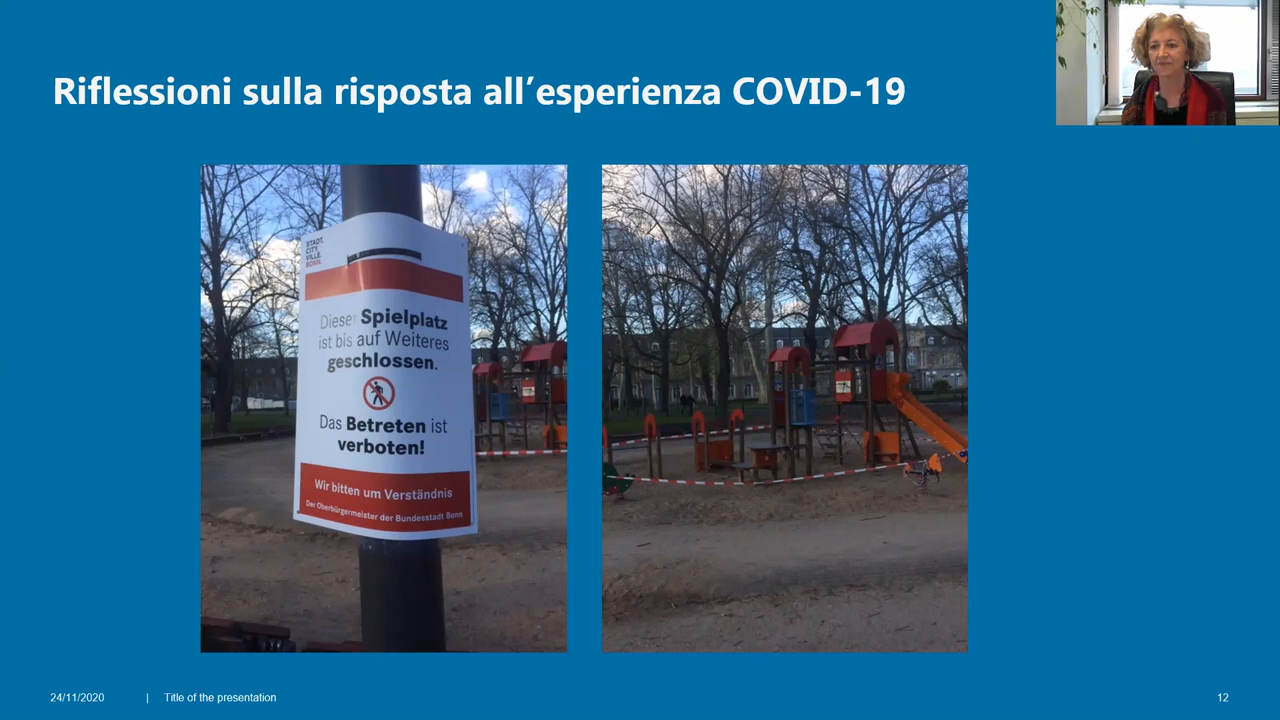 Riflessioni sulla risposta all'esperienza COVID-19
STADT.
CITY.
VILLE.
BONN.
Dieser Spielplatz
ist bis auf Weiteres
geschlossen.
Das Betreten ist
verboten!
Wir bitten um Verständnis
Der Oberbürgermeister der Bundesstadt Bonn
24/11/2020 | Title of the presentation
12